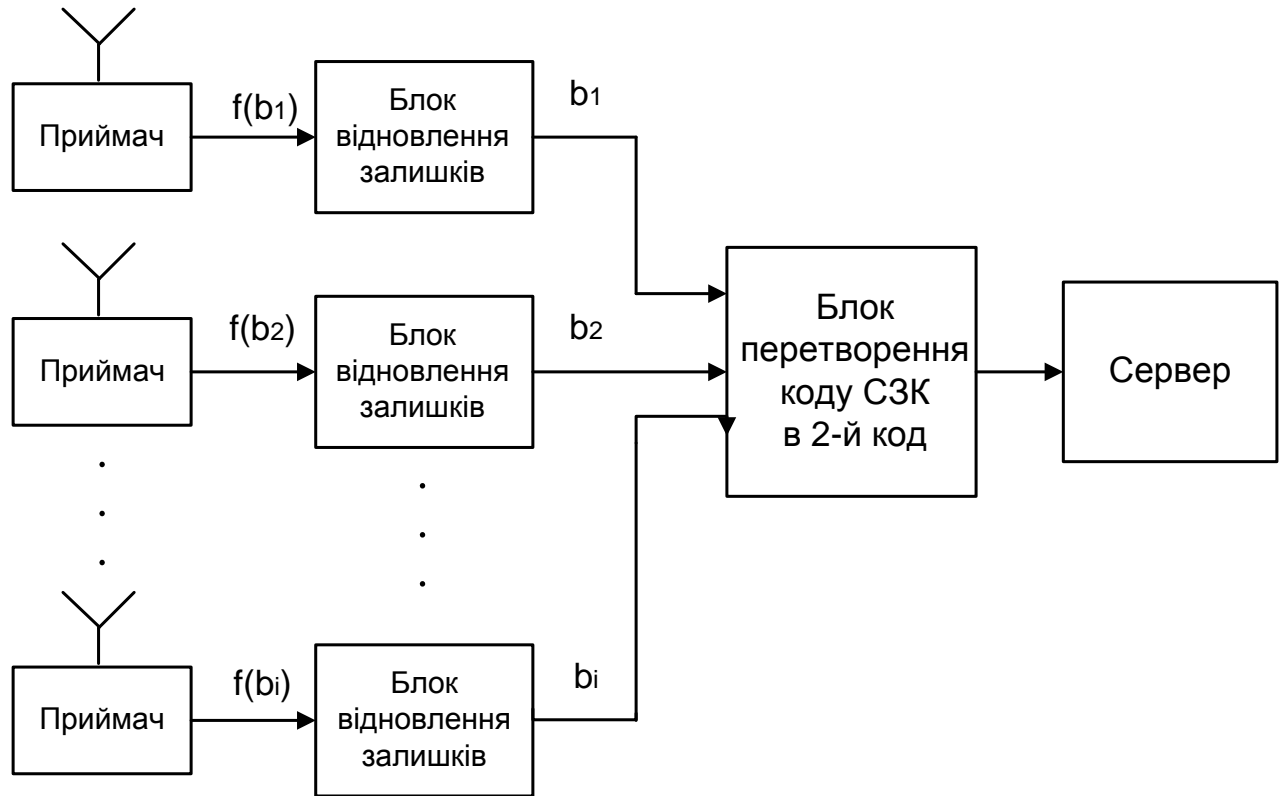 Приймач
f(b1)
Блок
відновлення
залишків
b1
Приймач
f(b2)
Блок
відновлення
залишків
b2
Блок
перетворення
коду СЗК
в 2-й код
Сервер
Приймач
f(bi)
Блок
відновлення
залишків
bi